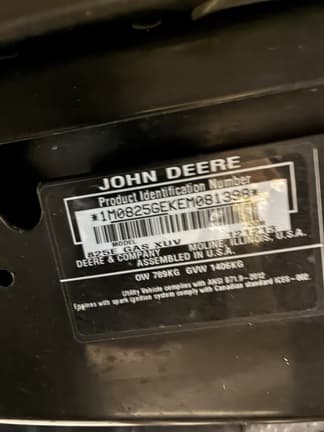 JOHN DEERE
Product Identification Number
*1M0825GEKEM081398*
MODEL
825E GAS XUV
DEERE & COMPANY MOLINE, ILLINOIS, U.S.A.
ASSEMBLED IN U.S.A.
OW 789KG GVW 1406KG
Utility Vehicle complies with ANSI B71.9-2012
Engines with spark ignition system comply with Canadian standard ICES-002.